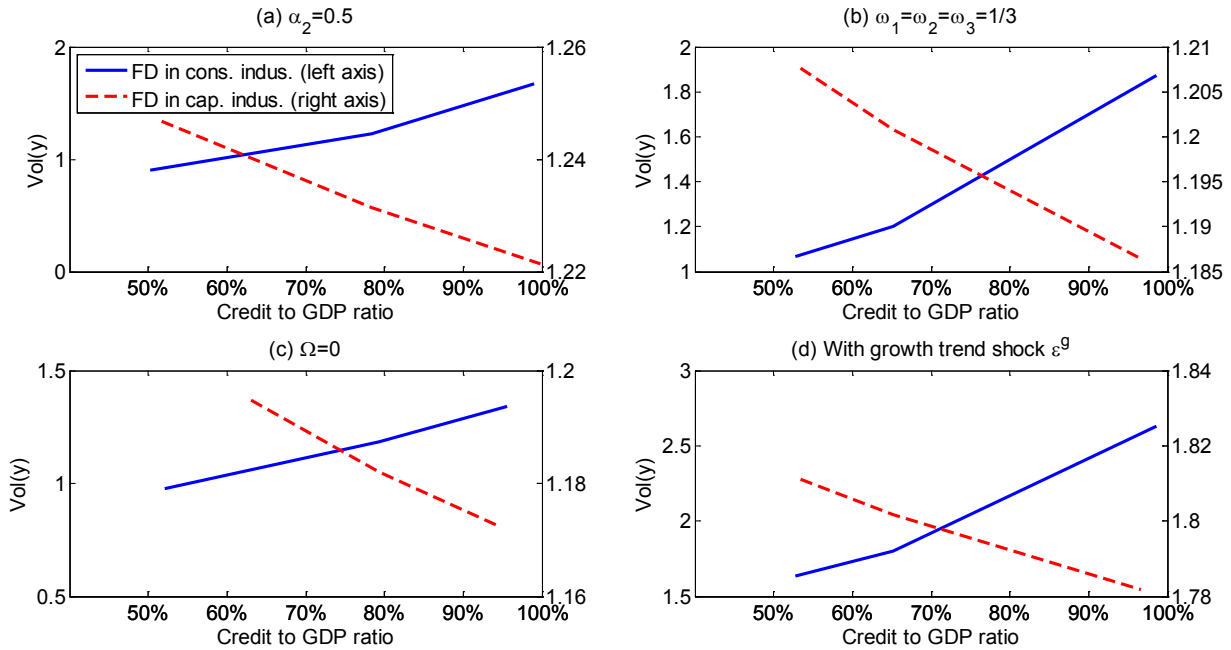 (a) α2=0.5
2
1
0
Vol(y)
FD in cons. indus. (left axis)
FD in cap. indus. (right axis)
1.26
1.24
1.22
50% 60% 70% 80% 90% 100%
Credit to GDP ratio
(b) ω1=ω2=ω3=1/3
2
1.8
1.6
1.4
1.2
1
Vol(y)
1.21
1.205
1.2
1.195
1.19
1.185
50% 60% 70% 80% 90% 100%
Credit to GDP ratio
(c) Ω=0
1.5
1
0.5
Vol(y)
1.2
1.18
1.16
50% 60% 70% 80% 90% 100%
Credit to GDP ratio
(d) With growth trend shock εg
3
2.5
2
1.5
Vol(y)
1.84
1.82
1.8
1.78
50% 60% 70% 80% 90% 100%
Credit to GDP ratio